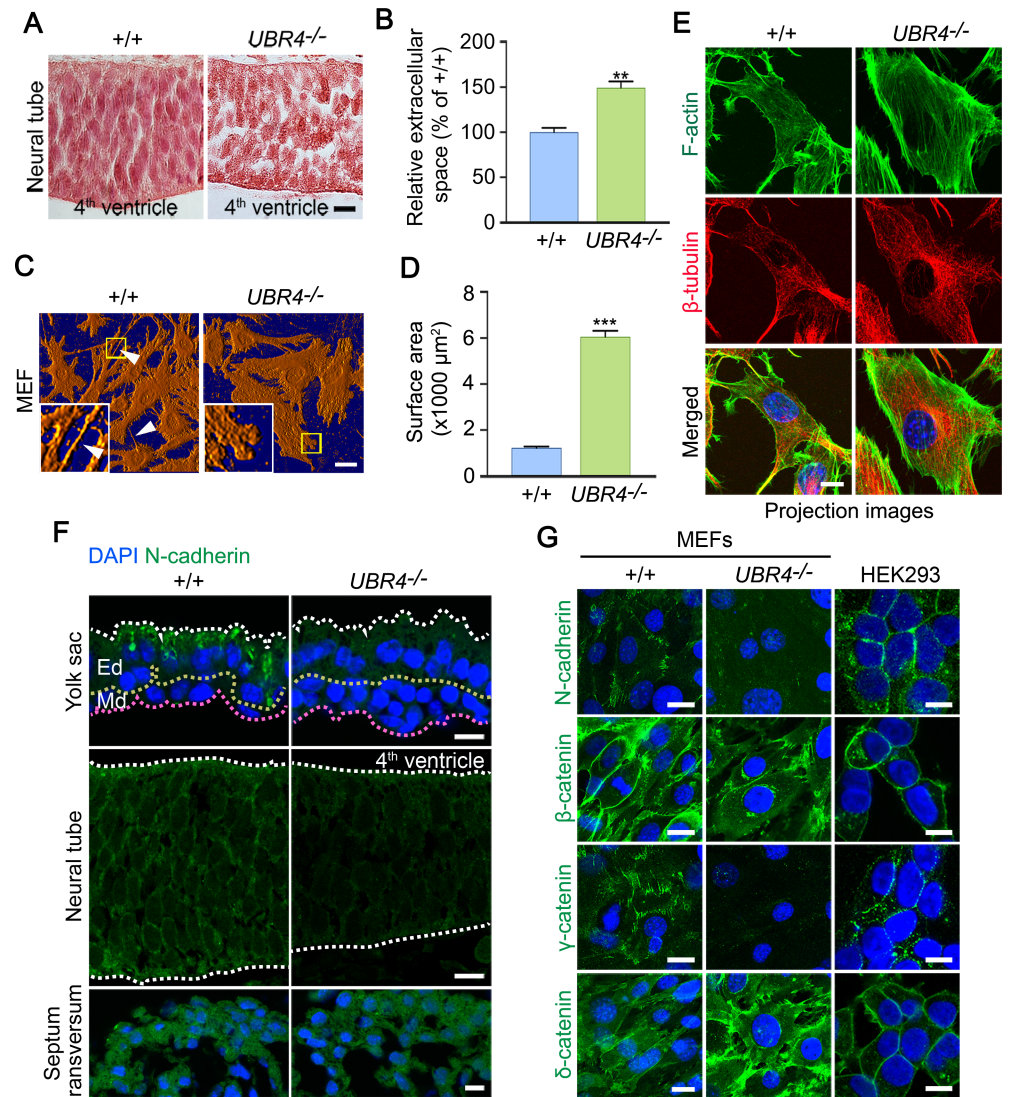 A
+/+
UBR4-/-
Neural tube
4th ventricle
4th ventricle
B
Relative extracellular
space (% of +/+)
200
150
100
50
0
**
+/+
UBR4-/-
C
+/+
UBR4-/-
MEF
D
Surface area
(x1000 μm²)
8
6
4
2
0
***
+/+
UBR4-/-
E
+/+
UBR4-/-
F-actin
β-tubulin
Merged
Projection images
F
DAPI N-cadherin
+/+
UBR4-/-
Yolk sac
Ed
Md
Neural tube
4th ventricle
Septum
ransversum
G
MEFs
+/+
UBR4-/-
HEK293
N-cadherin
β-catenin
γ-catenin
δ-catenin